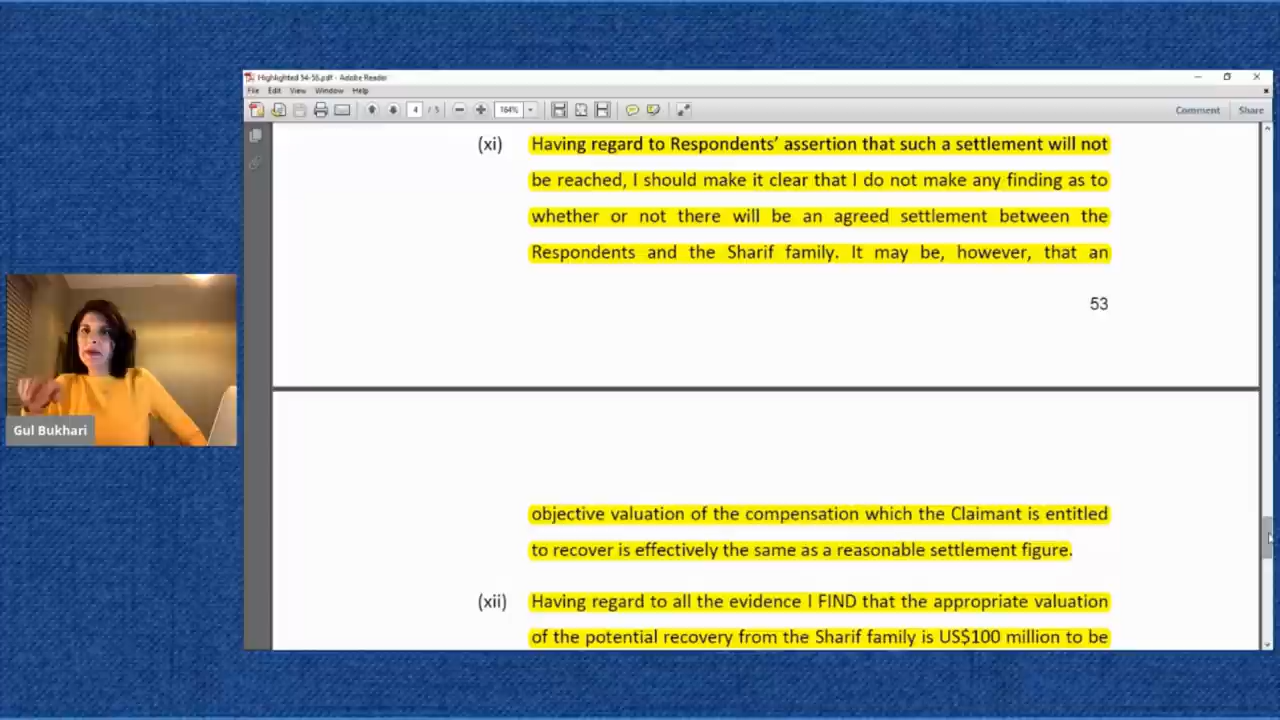 Highlighted 54-56.pdf - Adobe Reader
File Edit View Window Help
4 / 5 164% Comment Share
(xi) Having regard to Respondents' assertion that such a settlement will not
be reached, I should make it clear that I do not make any finding as to
whether or not there will be an agreed settlement between the
Respondents and the Sharif family. It may be, however, that an
53
Gul Bukhari
objective valuation of the compensation which the Claimant is entitled
to recover is effectively the same as a reasonable settlement figure.
(xii) Having regard to all the evidence I FIND that the appropriate valuation
of the potential recovery from the Sharif family is US$100 million to be